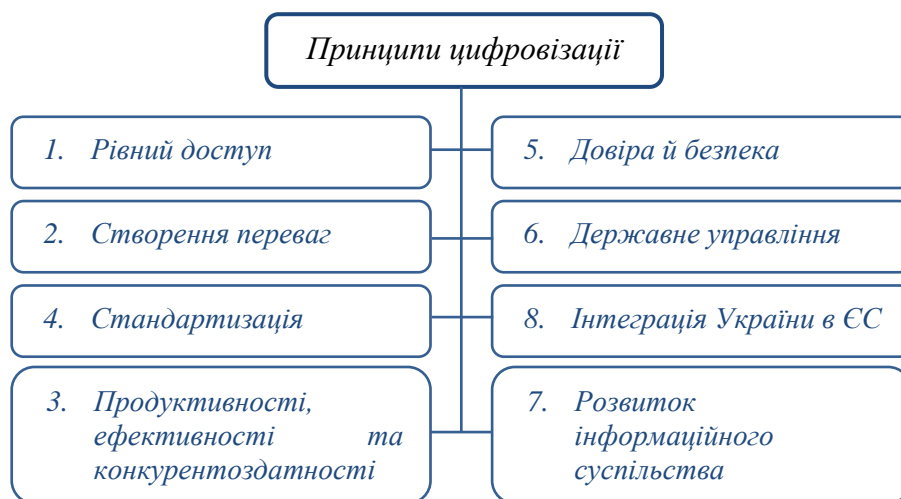 Принципи цифровізації
1. Рівний доступ
2. Створення переваг
4. Стандартизація
3. Продуктивності,
ефективності та
конкурентоздатності
5. Довіра й безпека
6. Державне управління
8. Інтеграція України в ЄС
7. Розвиток
інформаційного
суспільства